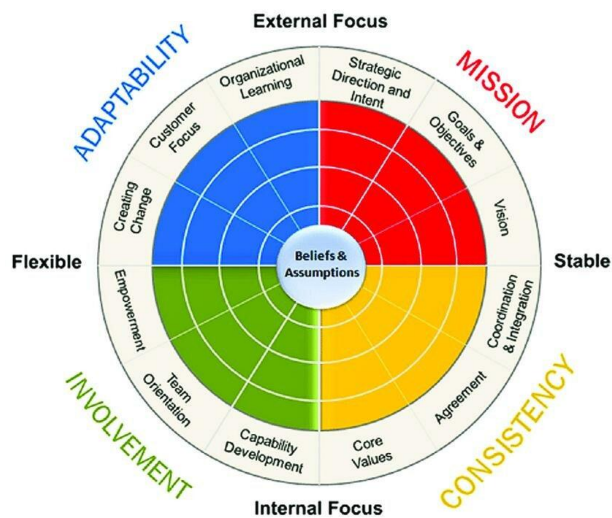 External Focus
ADAPTABILITY
MISSION
Organizational
Learning
Strategic
Direction and
Intent
Customer
Focus
Goals &
Objectives
Creating
Change
Vision
Flexible
Beliefs &
Assumptions
Stable
Empowerment
Coordination
& Integration
Team
Orientation
Agreement
Capability
Development
Core
Values
INVOLVEMENT
CONSISTENCY
Internal Focus